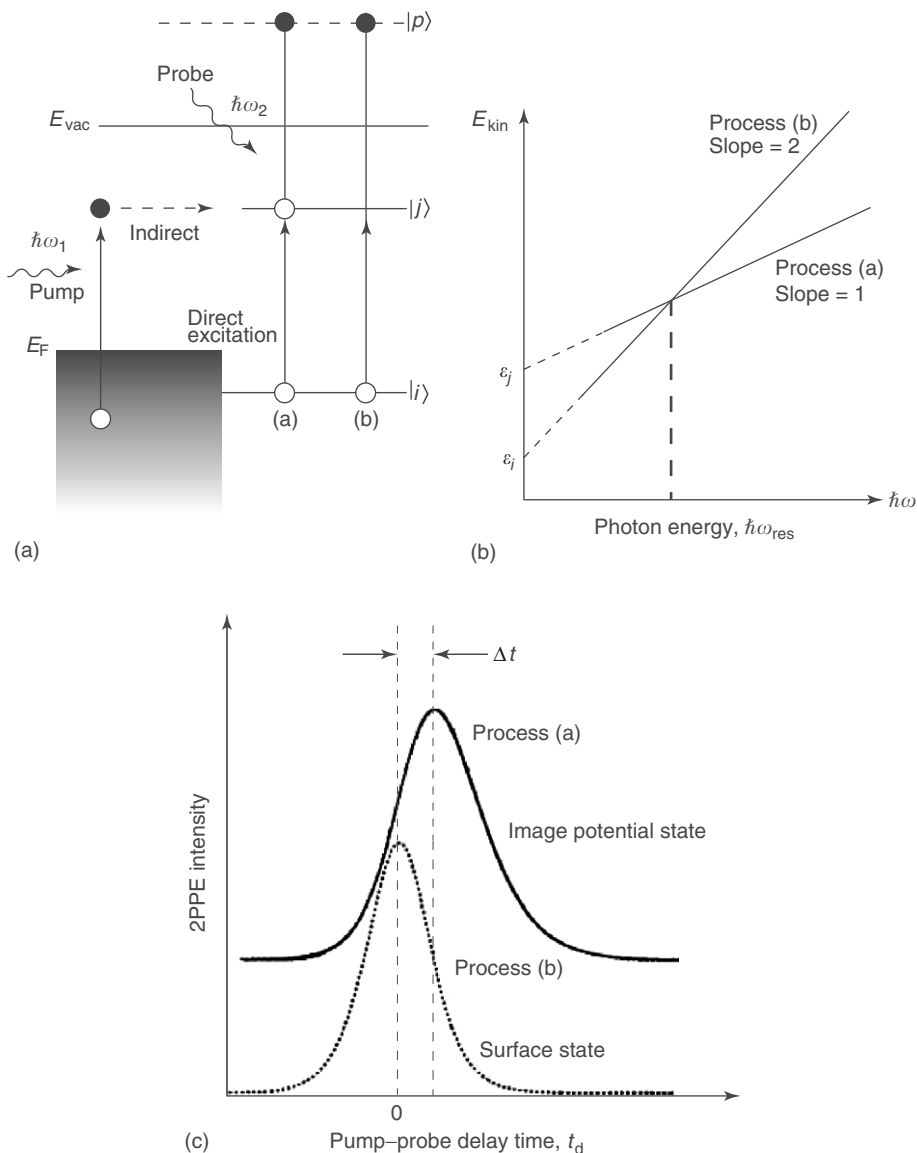 |p⟩
Probe
ħω2
Evac
|j⟩
Indirect
ħω1
Pump
Direct
excitation
EF
|i⟩
(a)
(b)
(a)
Ekin
Process (b)
Slope = 2
Process (a)
Slope = 1
εj
εi
ħω
Photon energy, ħωres
(b)
Δt
Process (a)
Image potential state
2PPE intensity
Process (b)
Surface state
0
Pump–probe delay time, td
(c)